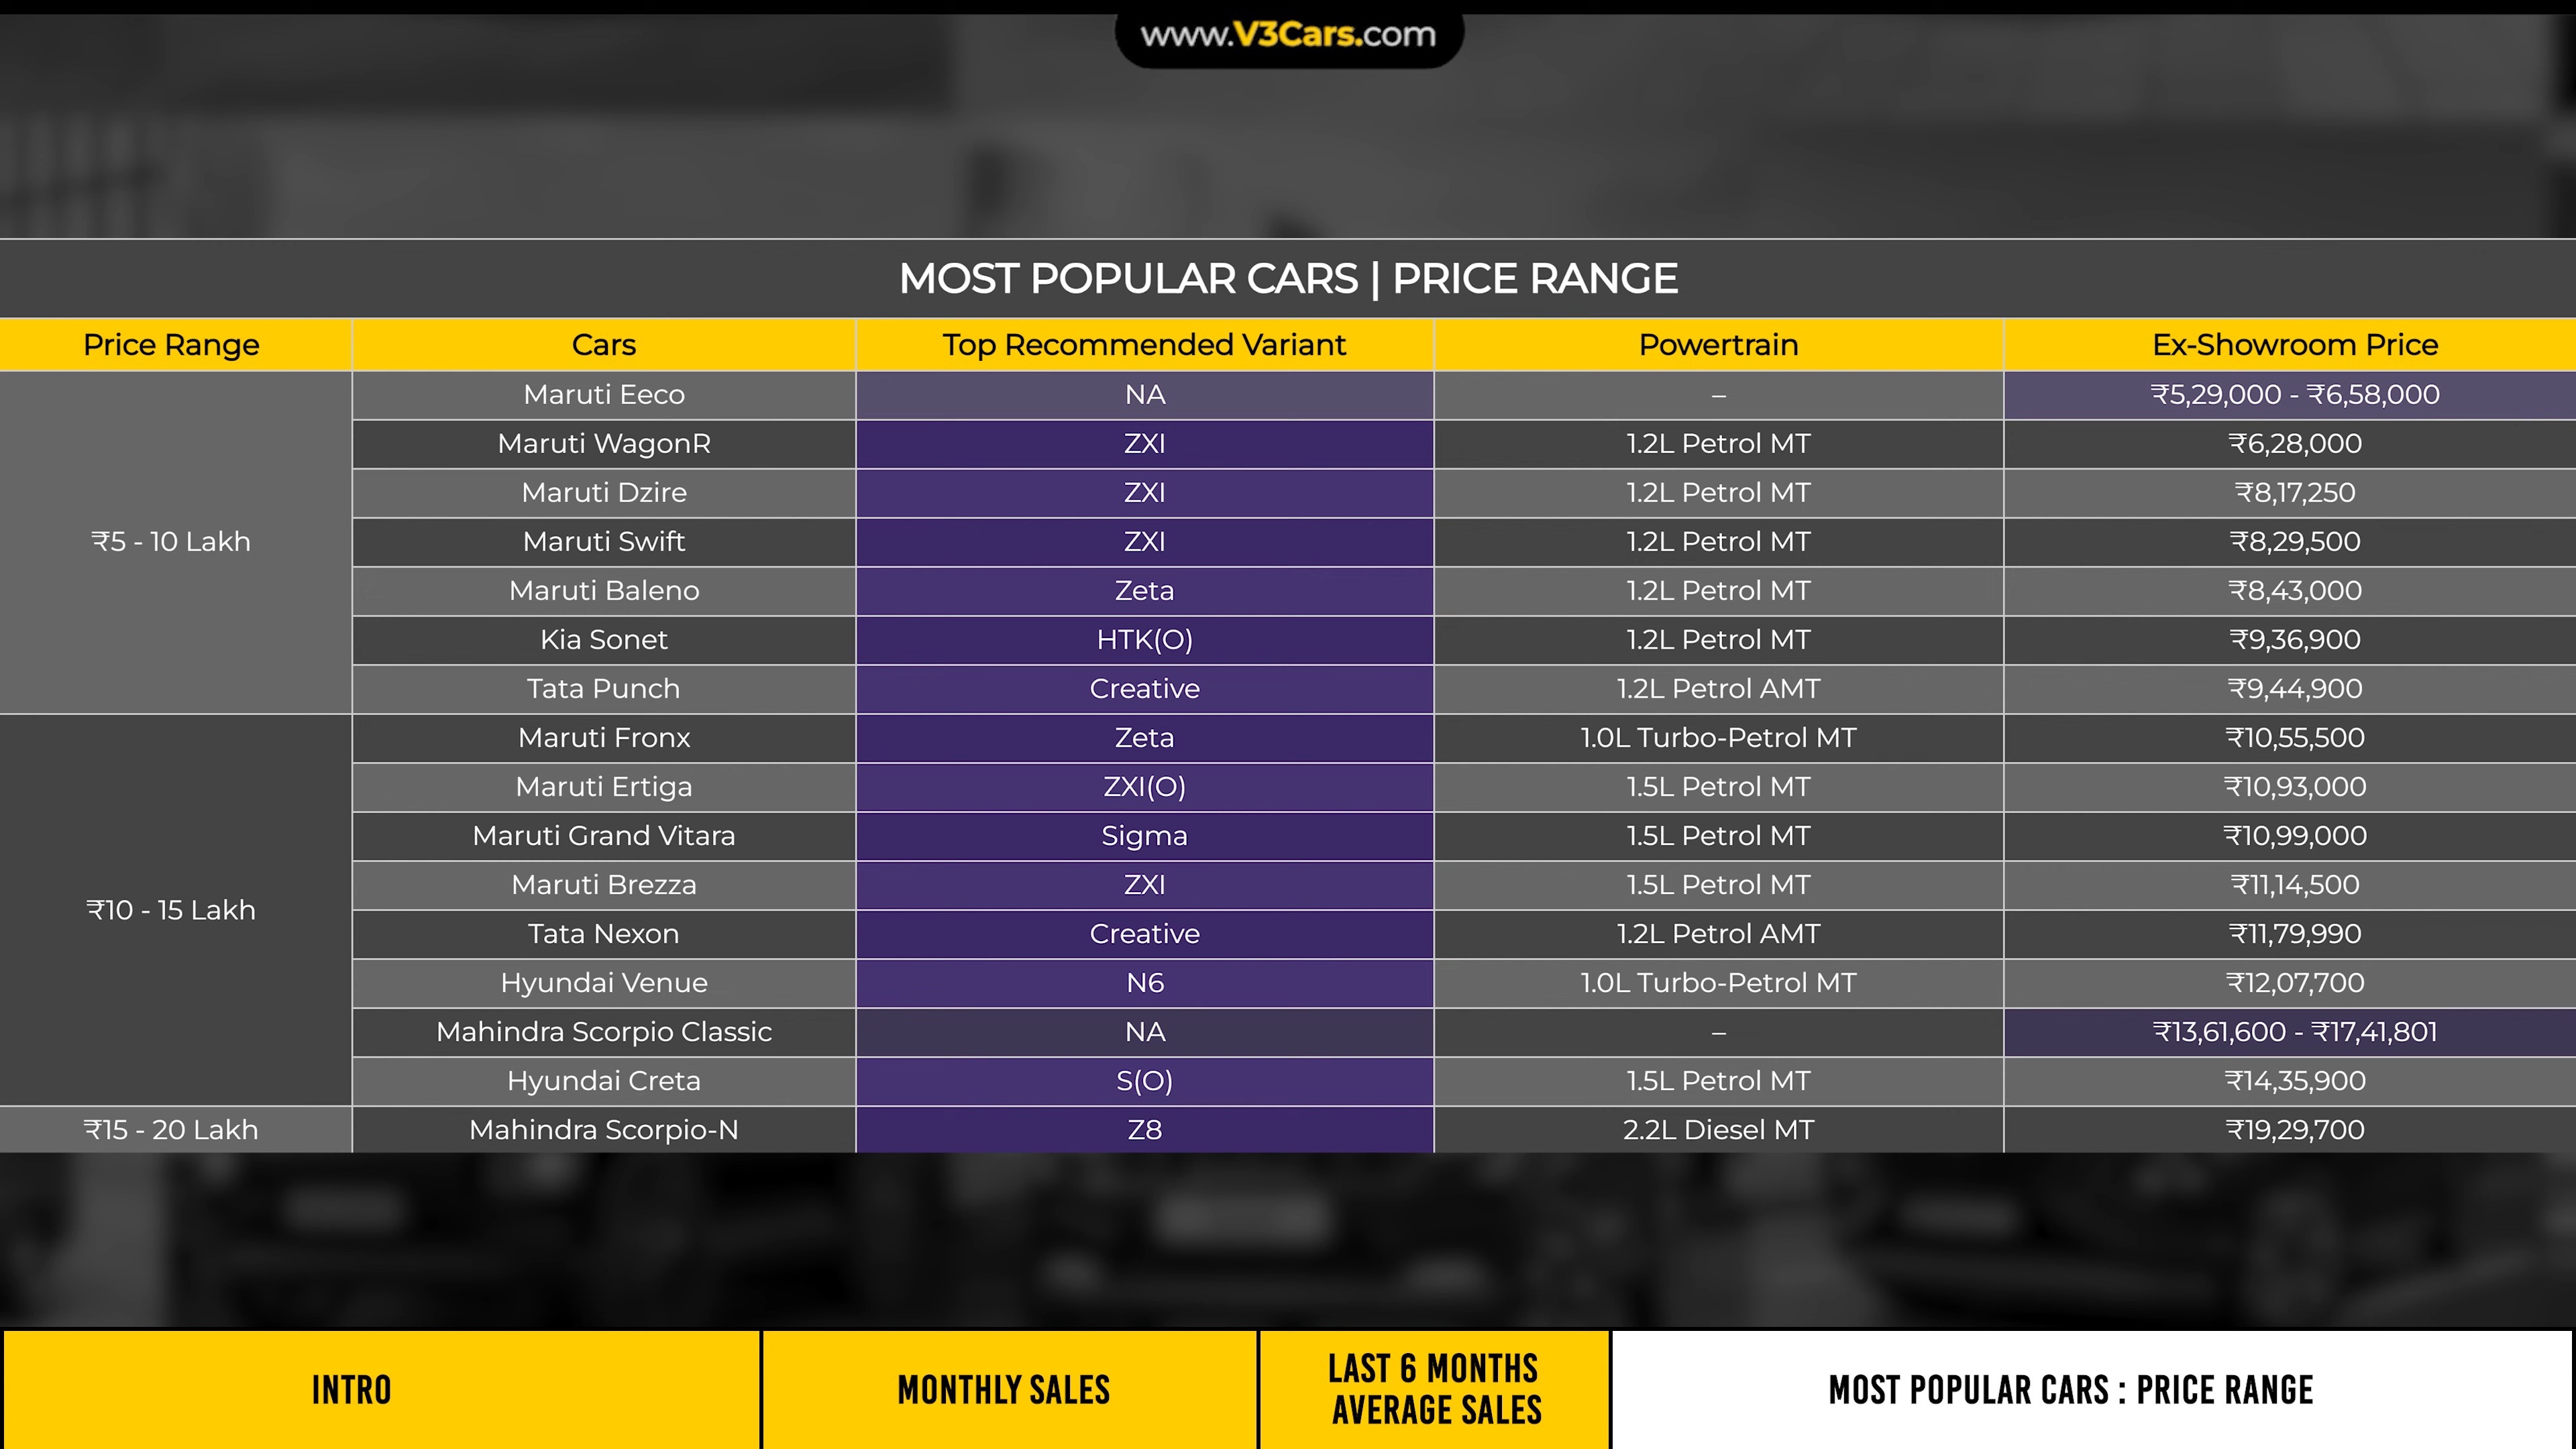 www.V3Cars.com
MOST POPULAR CARS | PRICE RANGE
Price Range Cars Top Recommended Variant Powertrain Ex-Showroom Price
₹5 - 10 Lakh
Maruti Eeco NA – ₹5,29,000 - ₹6,58,000
Maruti WagonR ZXI 1.2L Petrol MT ₹6,28,000
Maruti Dzire ZXI 1.2L Petrol MT ₹8,17,250
Maruti Swift ZXI 1.2L Petrol MT ₹8,29,500
Maruti Baleno Zeta 1.2L Petrol MT ₹8,43,000
Kia Sonet HTK(O) 1.2L Petrol MT ₹9,36,900
Tata Punch Creative 1.2L Petrol AMT ₹9,44,900
₹10 - 15 Lakh
Maruti Fronx Zeta 1.0L Turbo-Petrol MT ₹10,55,500
Maruti Ertiga ZXI(O) 1.5L Petrol MT ₹10,93,000
Maruti Grand Vitara Sigma 1.5L Petrol MT ₹10,99,000
Maruti Brezza ZXI 1.5L Petrol MT ₹11,14,500
Tata Nexon Creative 1.2L Petrol AMT ₹11,79,990
Hyundai Venue N6 1.0L Turbo-Petrol MT ₹12,07,700
Mahindra Scorpio Classic NA – ₹13,61,600 - ₹17,41,801
Hyundai Creta S(O) 1.5L Petrol MT ₹14,35,900
₹15 - 20 Lakh Mahindra Scorpio-N Z8 2.2L Diesel MT ₹19,29,700
INTRO
MONTHLY SALES
LAST 6 MONTHS
AVERAGE SALES
MOST POPULAR CARS : PRICE RANGE